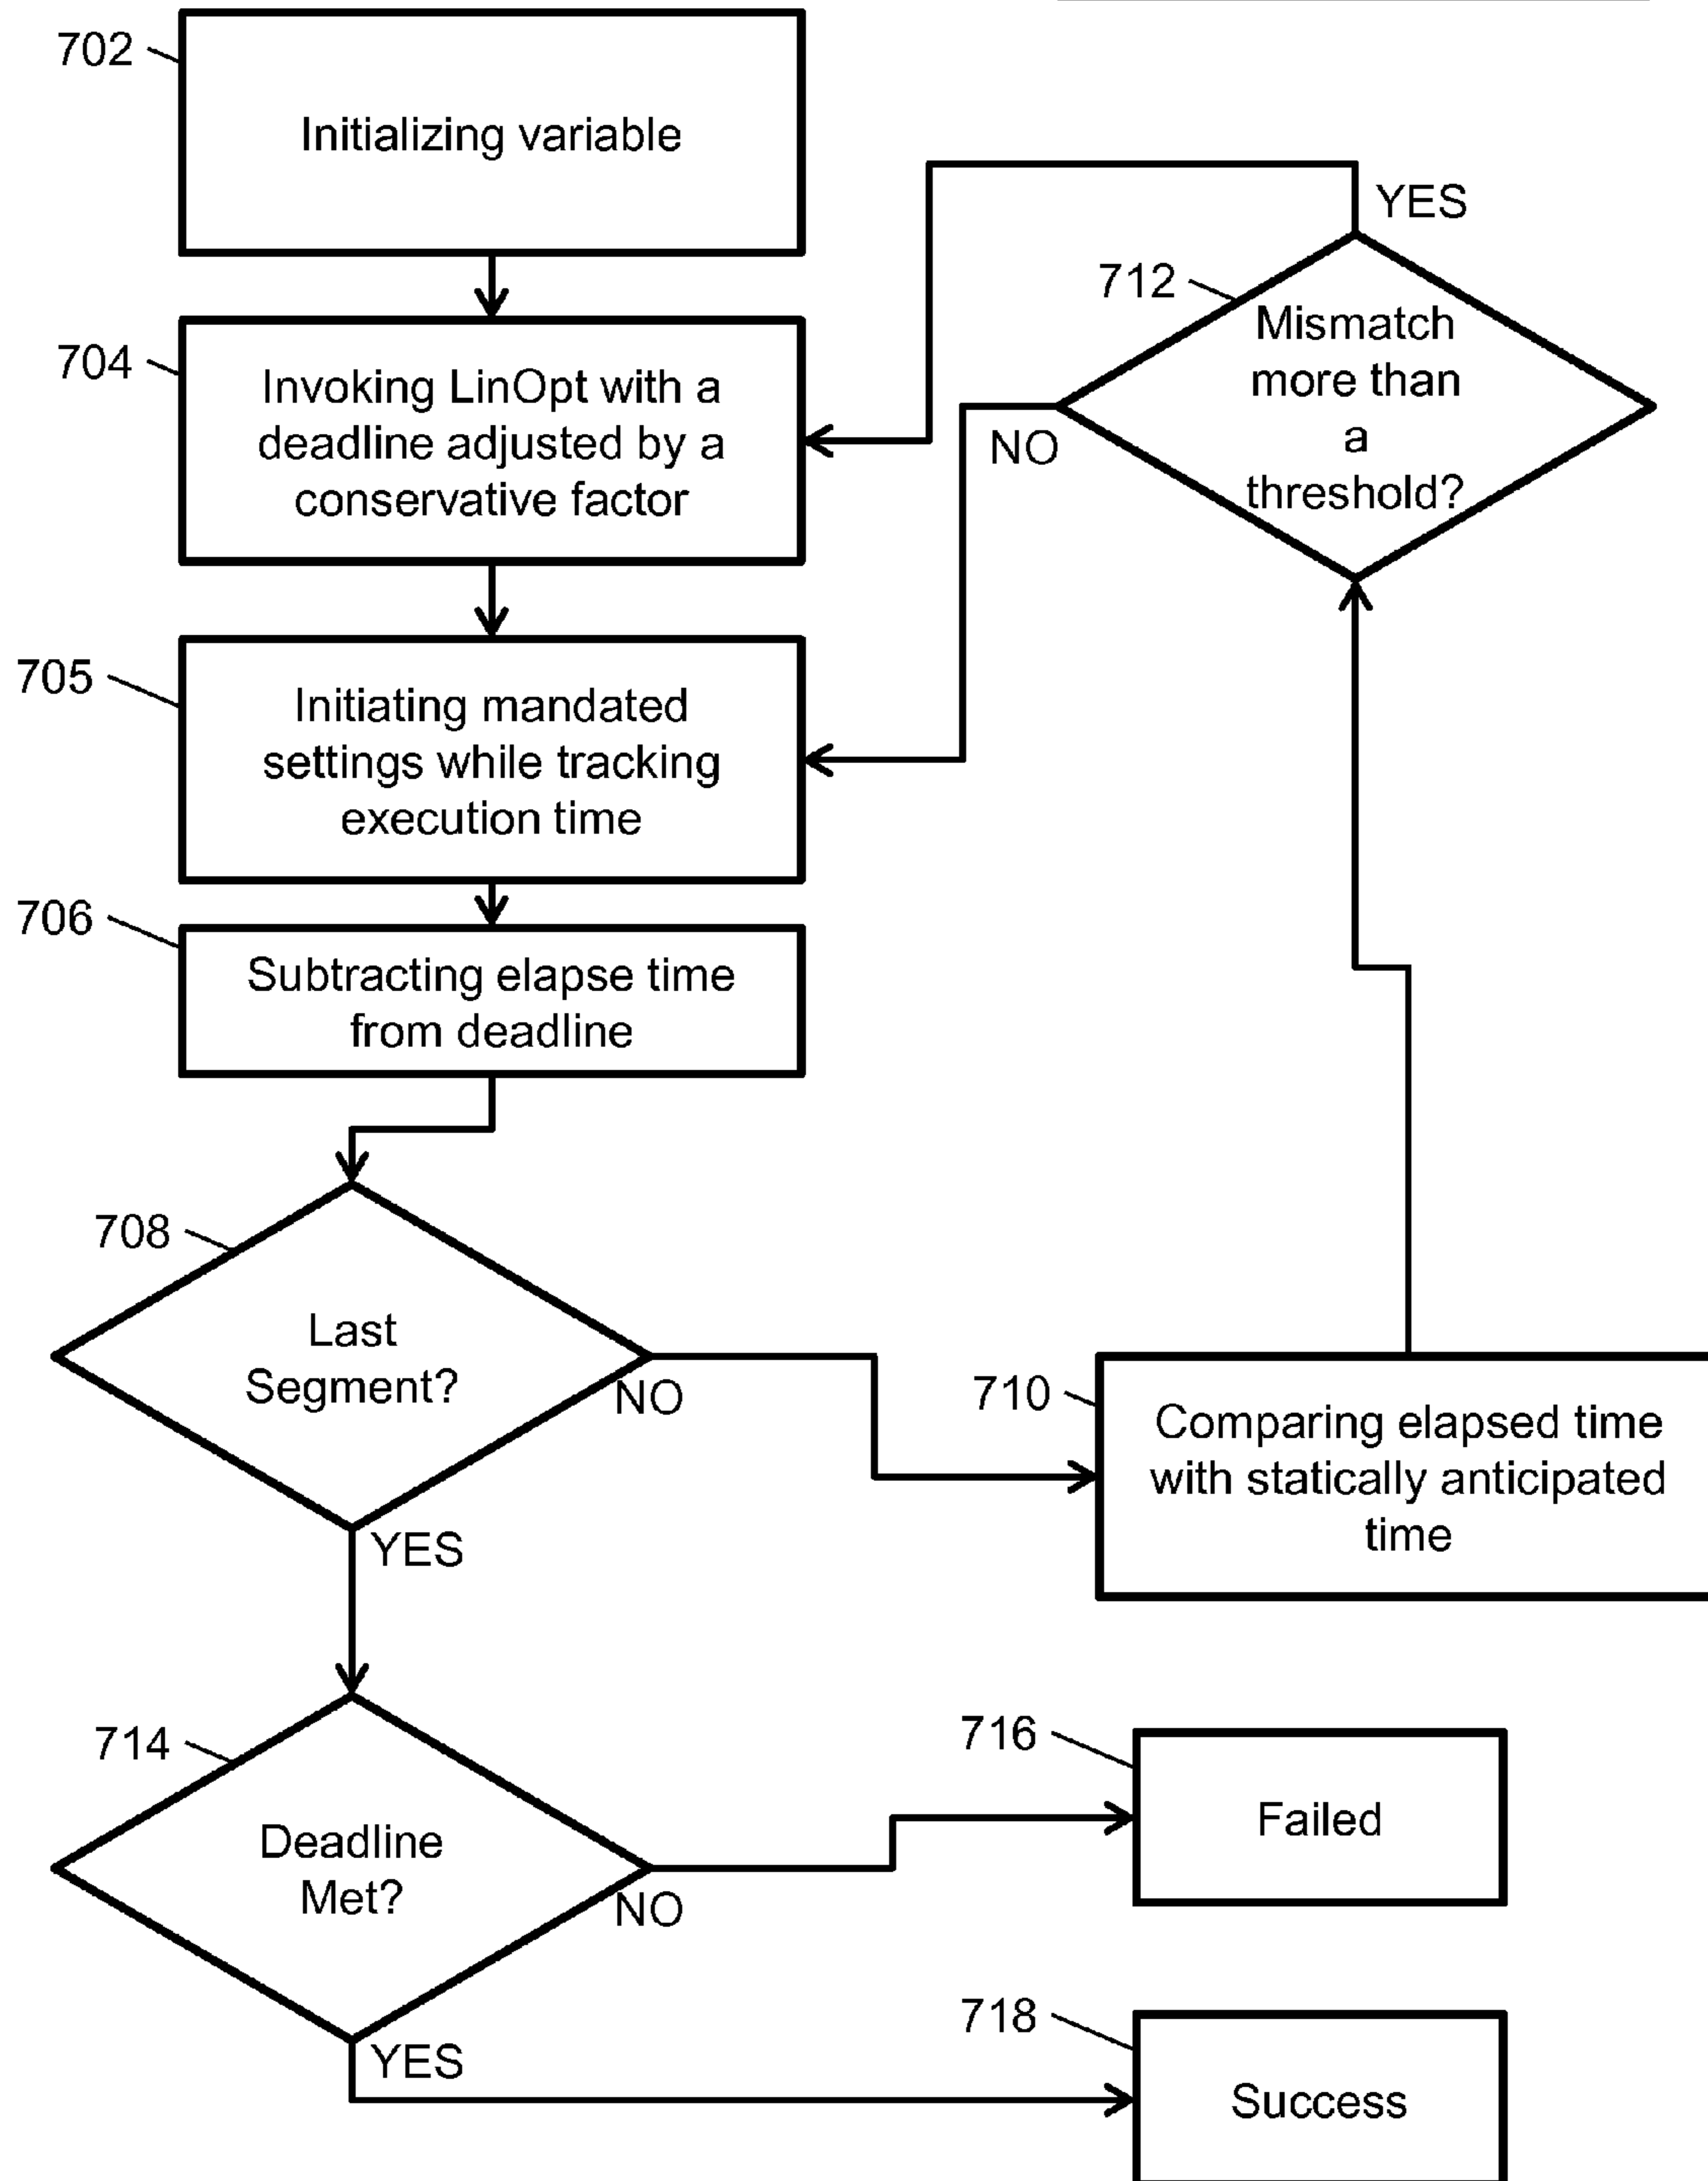 702
Initializing variable
YES
712
Mismatch
more than
a
threshold?
NO
704
Invoking LinOpt with a
deadline adjusted by a
conservative factor
705
Initiating mandated
settings while tracking
execution time
706
Subtracting elapse time
from deadline
708
Last
Segment?
NO
YES
710
Comparing elapsed time
with statically anticipated
time
714
Deadline
Met?
NO
YES
716
Failed
718
Success